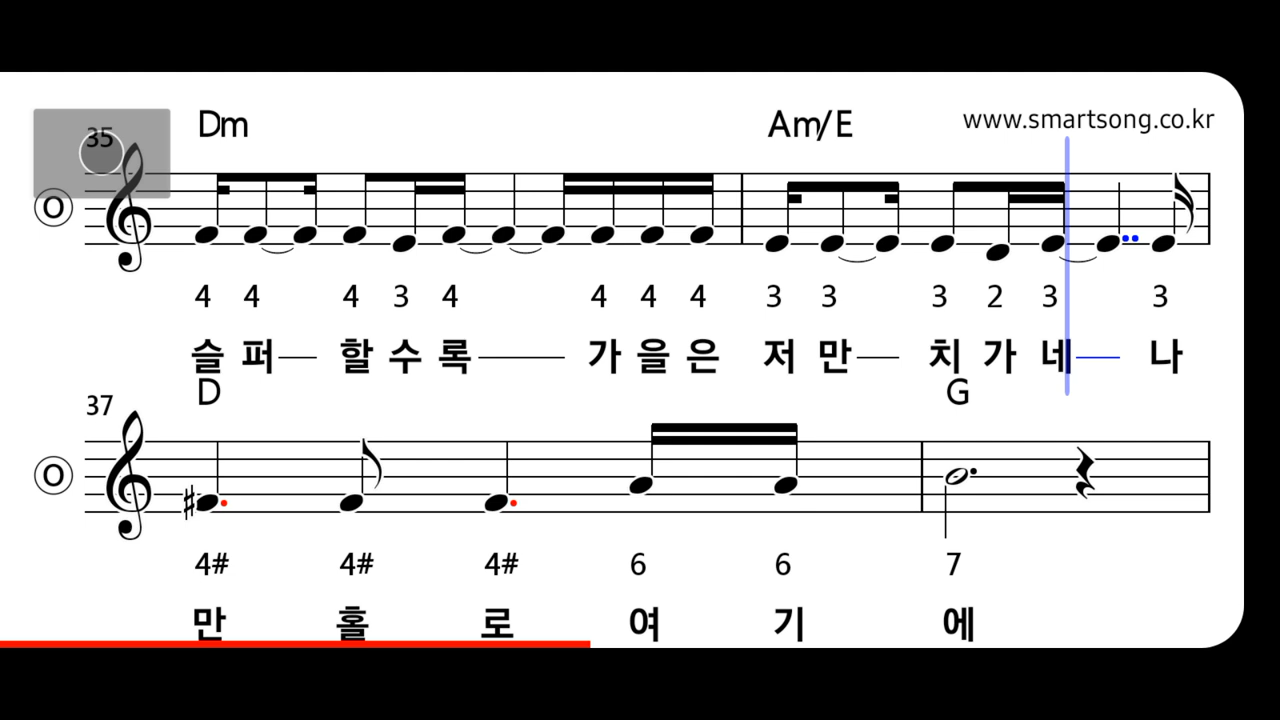 35 Dm Am/E www.smartsong.co.kr
O
4 4 4 3 4 4 4 4 3 3 3 2 3 3
슬 퍼 할 수 록 가 을 은 저 만 치 가 네 나
37 D G
O
4# 4# 4# 6 6 7
만 홀 로 여 기 에